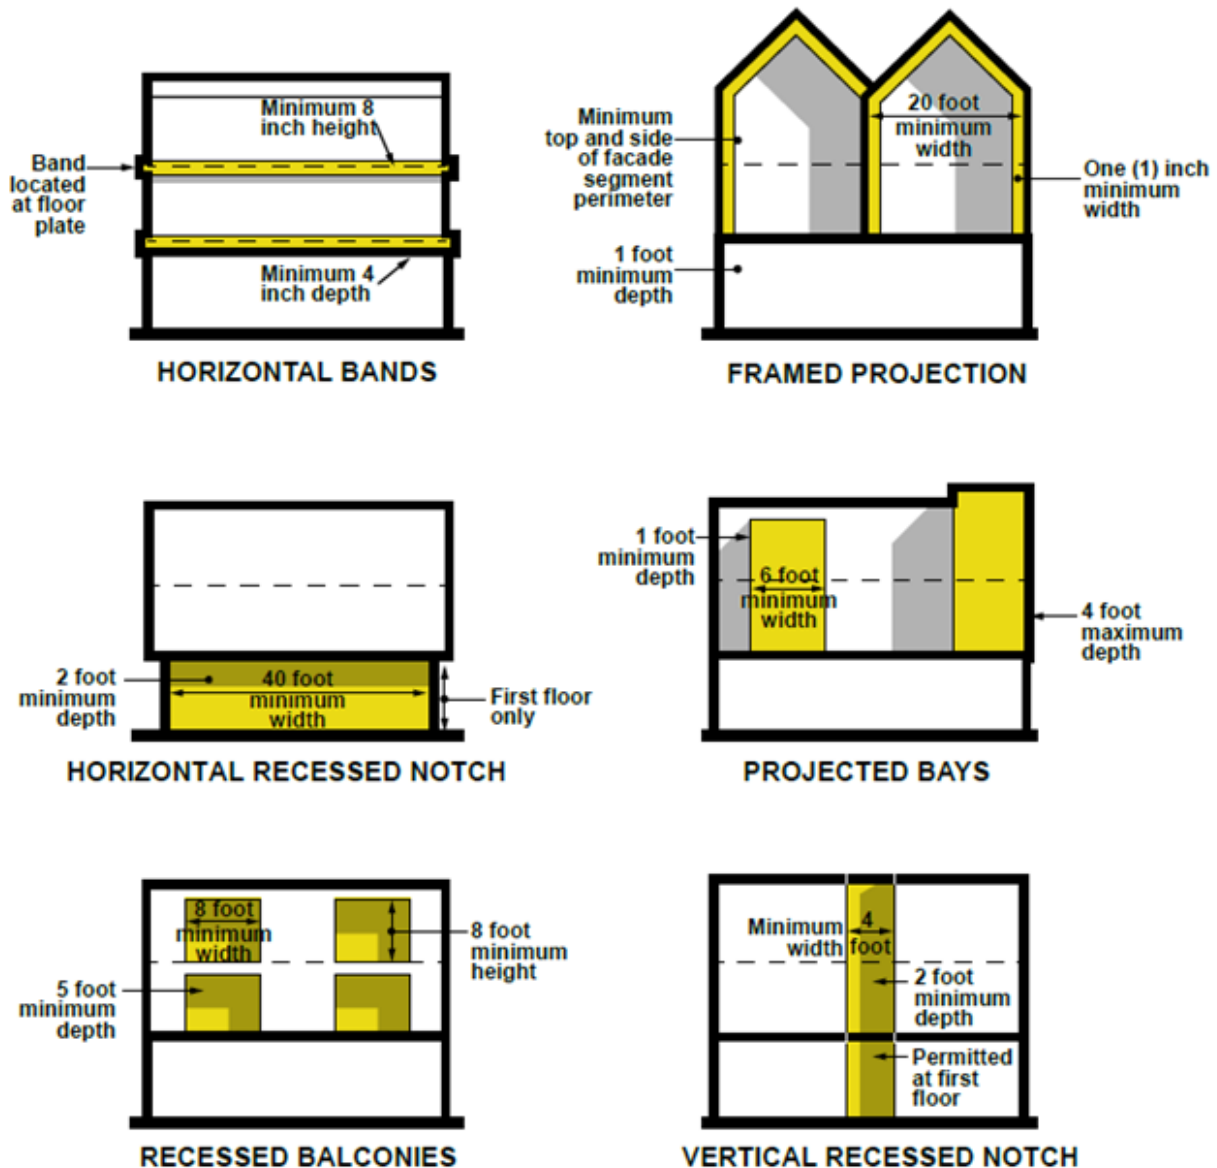 Minimum 8
inch height
Band
located
at floor
plate
Minimum 4
inch depth
HORIZONTAL BANDS
Minimum
top and side
of facade
segment
perimeter
20 foot
minimum
width
One (1) inch
minimum
width
1 foot
minimum
depth
FRAMED PROJECTION
2 foot
minimum
depth
40 foot
minimum
width
First floor
only
HORIZONTAL RECESSED NOTCH
1 foot
minimum
depth
6 foot
minimum
width
4 foot
maximum
depth
PROJECTED BAYS
8 foot
minimum
width
8 foot
minimum
height
5 foot
minimum
depth
RECESSED BALCONIES
Minimum 4
width foot
2 foot
minimum
depth
Permitted
at first
floor
VERTICAL RECESSED NOTCH